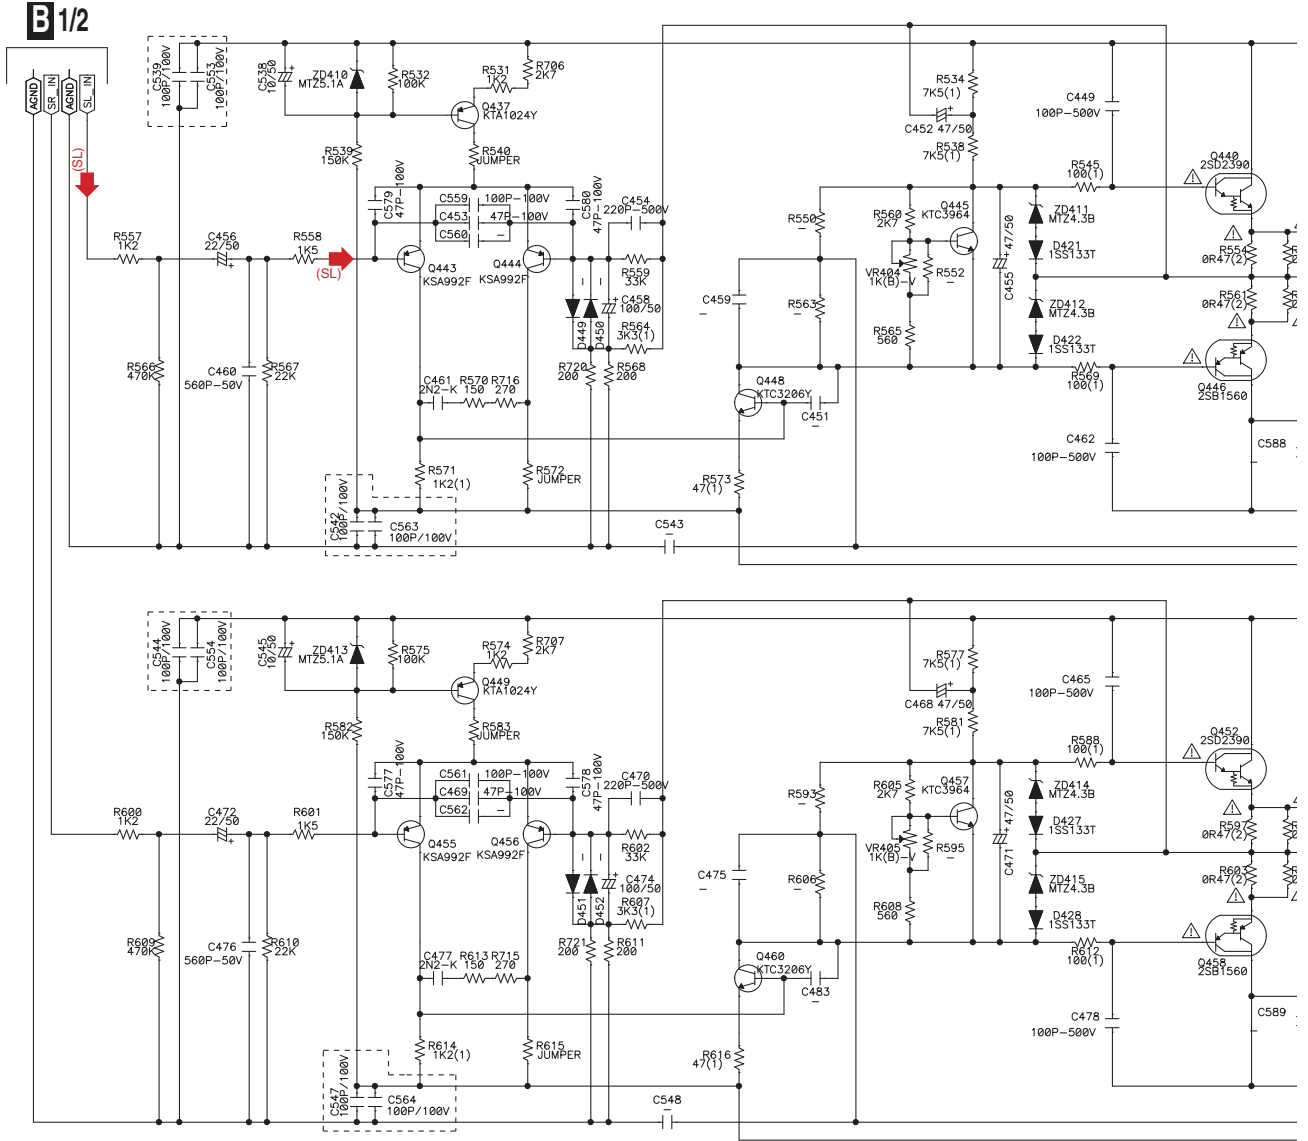 B 1/2
AGND
SR_IN
AGND
SL_IN
(SL)
C539
100P/100V
C553
100P/100V
C538
10/50
ZD410
MTZ5.1A
R532
100K
R531
1K2
R706
2K7
Q437
KTA1024Y
R539
150K
R540
JUMPER
C579
47P-100V
C559
100P-100V
C453
47P-100V
C560
-
C580
47P-100V
C454
220P-500V
R557
1K2
C456
22/50
R558
1K5
(SL)
Q443
KSA992F
Q444
KSA992F
R559
33K
C458
100/50
R564
3K3(1)
D449
-
D450
-
R566
470K
C460
560P-50V
R567
22K
C461
2N2-K
R570
150
R716
270
R720
200
R568
200
R571
1K2(1)
R572
JUMPER
C542
100P/100V
C563
100P/100V
C543
-
C459
-
R550
-
R563
-
Q448
KTC3206Y
C451
-
R573
47(1)
R534
7K5(1)
C452 47/50
R538
7K5(1)
R560
2K7
Q445
KTC3964
VR404
1K(B)-V
R552
-
R565
560
C455
47/50
C449
100P-500V
R545
100(1)
ZD411
MTZ4.3B
D421
1SS133T
ZD412
MTZ4.3B
D422
1SS133T
R569
100(1)
C462
100P-500V
Q440
2SD2390
R554
0R47(2)
R561
0R47(2)
Q446
2SB1560
C588
-
C544
100P/100V
C554
100P/100V
C545
10/50
ZD413
MTZ5.1A
R575
100K
R574
1K2
R707
2K7
Q449
KTA1024Y
R582
150K
R583
JUMPER
C577
47P-100V
C561
100P-100V
C469
47P-100V
C562
-
C578
47P-100V
C470
220P-500V
R600
1K2
C472
22/50
R601
1K5
Q455
KSA992F
Q456
KSA992F
R602
33K
C474
100/50
R607
3K3(1)
D451
-
D452
-
R609
470K
C476
560P-50V
R610
22K
C477
2N2-K
R613
150
R715
270
R721
200
R611
200
R614
1K2(1)
R615
JUMPER
C547
100P/100V
C564
100P/100V
C548
-
C475
-
R593
-
R606
-
Q460
KTC3206Y
C483
-
R616
47(1)
R577
7K5(1)
C468 47/50
R581
7K5(1)
R605
2K7
Q457
KTC3964
VR405
1K(B)-V
R595
-
R608
560
C471
47/50
C465
100P-500V
R588
100(1)
ZD414
MTZ4.3B
D427
1SS133T
ZD415
MTZ4.3B
D428
1SS133T
R612
100(1)
C478
100P-500V
Q452
2SD2390
R597
0R47(2)
R603
0R47(2)
Q458
2SB1560
C589
-